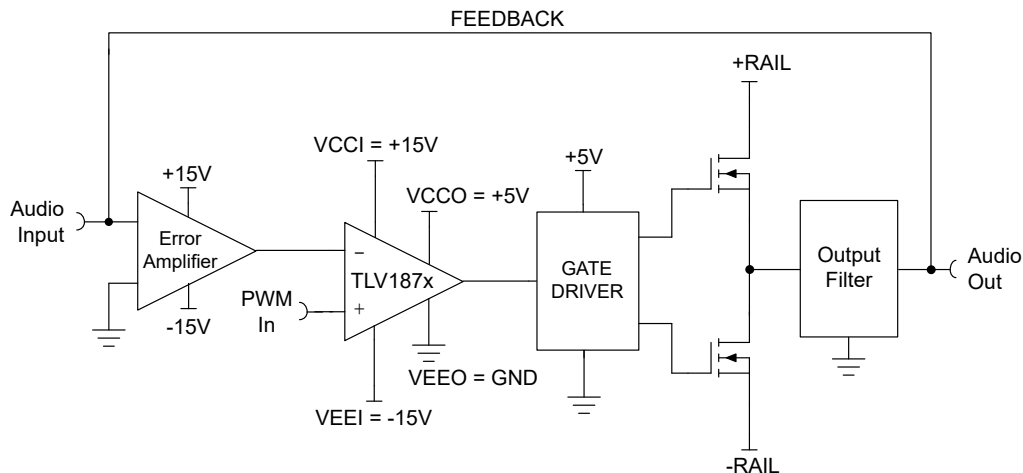 FEEDBACK
+RAIL
VCCI = +15V
+5V
+15V
VCCO = +5V
Audio
Input
Error
Amplifier
−
TLV187x
+
GATE
DRIVER
Output
Filter
Audio
Out
PWM
In
-15V
VEEO = GND
VEEI = -15V
-RAIL